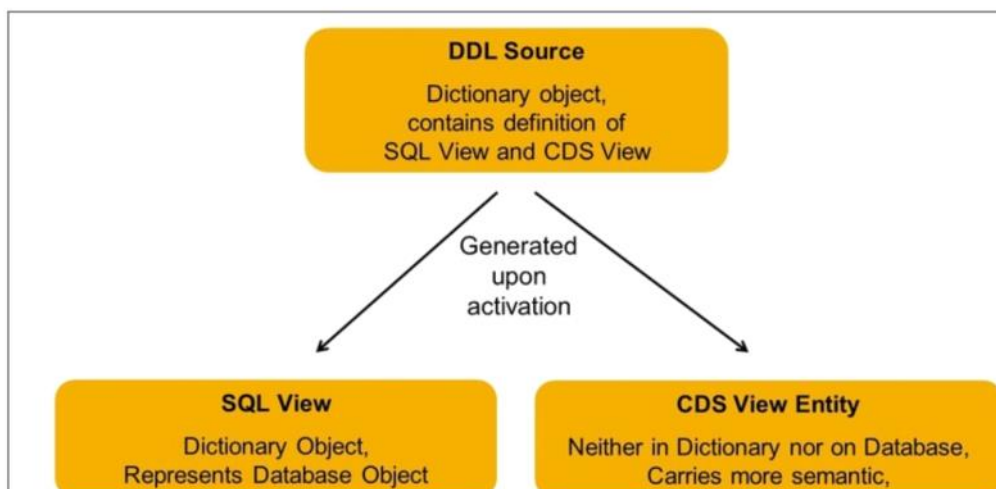 DDL Source
Dictionary object,
contains definition of
SQL View and CDS View
Generated
upon
activation
SQL View
Dictionary Object,
Represents Database Object
CDS View Entity
Neither in Dictionary nor on Database,
Carries more semantic,